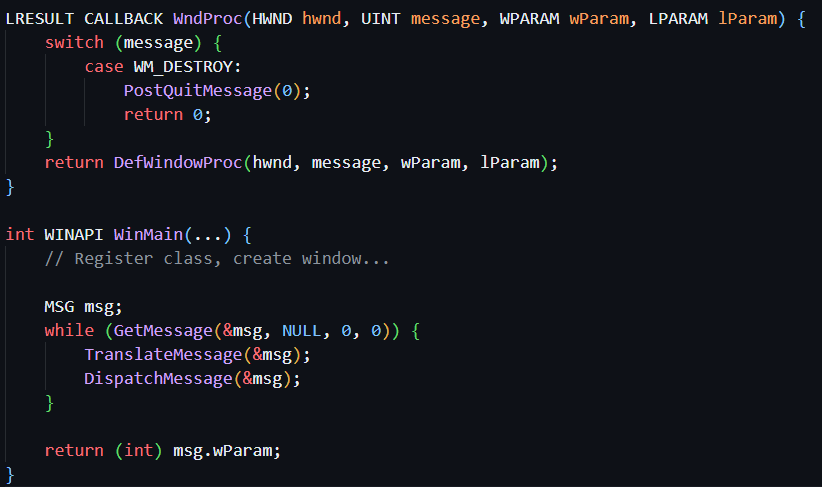 LRESULT CALLBACK WndProc(HWND hwnd, UINT message, WPARAM wParam, LPARAM lParam) {
    switch (message) {
        case WM_DESTROY:
            PostQuitMessage(0);
            return 0;
    }
    return DefWindowProc(hwnd, message, wParam, lParam);
}

int WINAPI WinMain(...) {
    // Register class, create window...

    MSG msg;
    while (GetMessage(&msg, NULL, 0, 0)) {
        TranslateMessage(&msg);
        DispatchMessage(&msg);
    }

    return (int) msg.wParam;
}